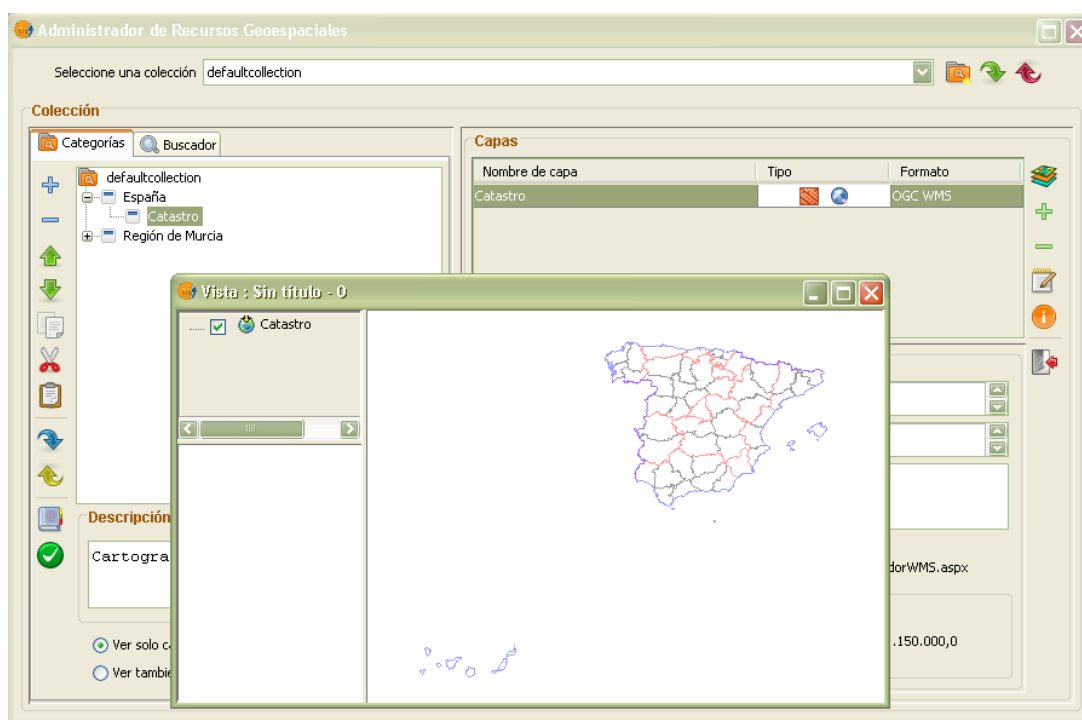 Administrador de Recursos Geoespaciales
Seleccione una colección defaultcollection
Colección
Categorías Buscador
defaultcollection
España
Catastro
Región de Murcia
Capas
Nombre de capa Tipo Formato
Catastro OGC WMS
Vista : Sin título - 0
Catastro
Descripción
Cartogra
dorWMS.aspx
Ver solo c
.150.000,0
Ver tambie